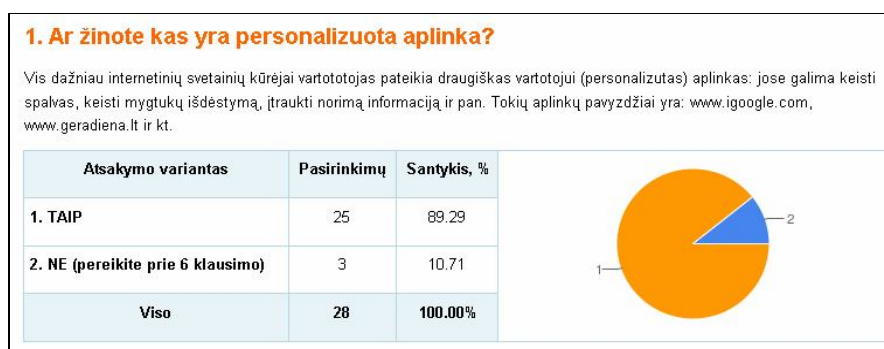 1. Ar žinote kas yra personalizuota aplinka?
Vis dažniau internetinių svetainių kūrėjai vartototojas pateikia draugiškas vartotojui (personalizutas) aplinkas: jose galima keisti
spalvas, keisti mygtukų išdėstymą, įtraukti norimą informaciją ir pan. Tokių aplinkų pavyzdžiai yra: www.igoogle.com,
www.geradiena.lt ir kt.
Atsakymo variantas Pasirinkimų Santykis, %
1. TAIP 25 89.29
2. NE (pereikite prie 6 klausimo) 3 10.71
Viso 28 100.00%
2
1